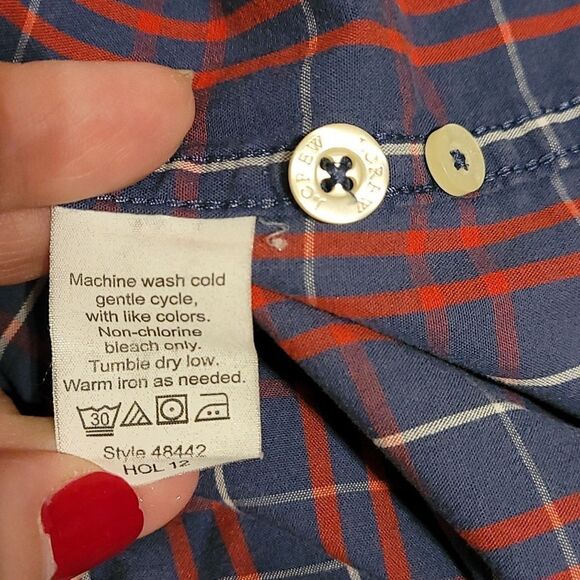 J.CREW J.CREW
Machine wash cold
gentle cycle,
with like colors.
Non-chlorine
bleach only.
Tumble dry low.
Warm iron as needed.
30
Style 48442
HOL 12